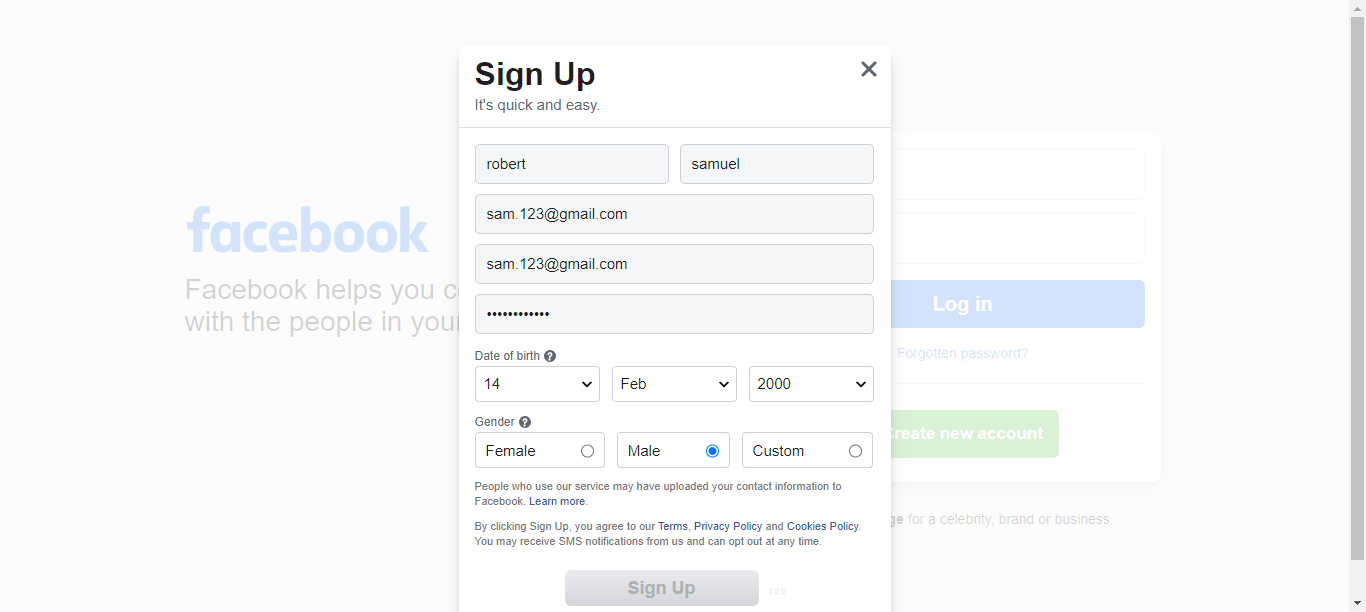 Sign Up
It's quick and easy.
robert samuel
sam.123@gmail.com
sam.123@gmail.com
••••••••••••
Date of birth ?
14 Feb 2000
Gender ?
Female Male Custom
People who use our service may have uploaded your contact information to
Facebook. Learn more.
By clicking Sign Up, you agree to our Terms, Privacy Policy and Cookies Policy.
You may receive SMS notifications from us and can opt out at any time.
Sign Up
facebook
Facebook helps you
with the people in your
Log in
Forgotten password?
Create new account
for a celebrity, brand or business.